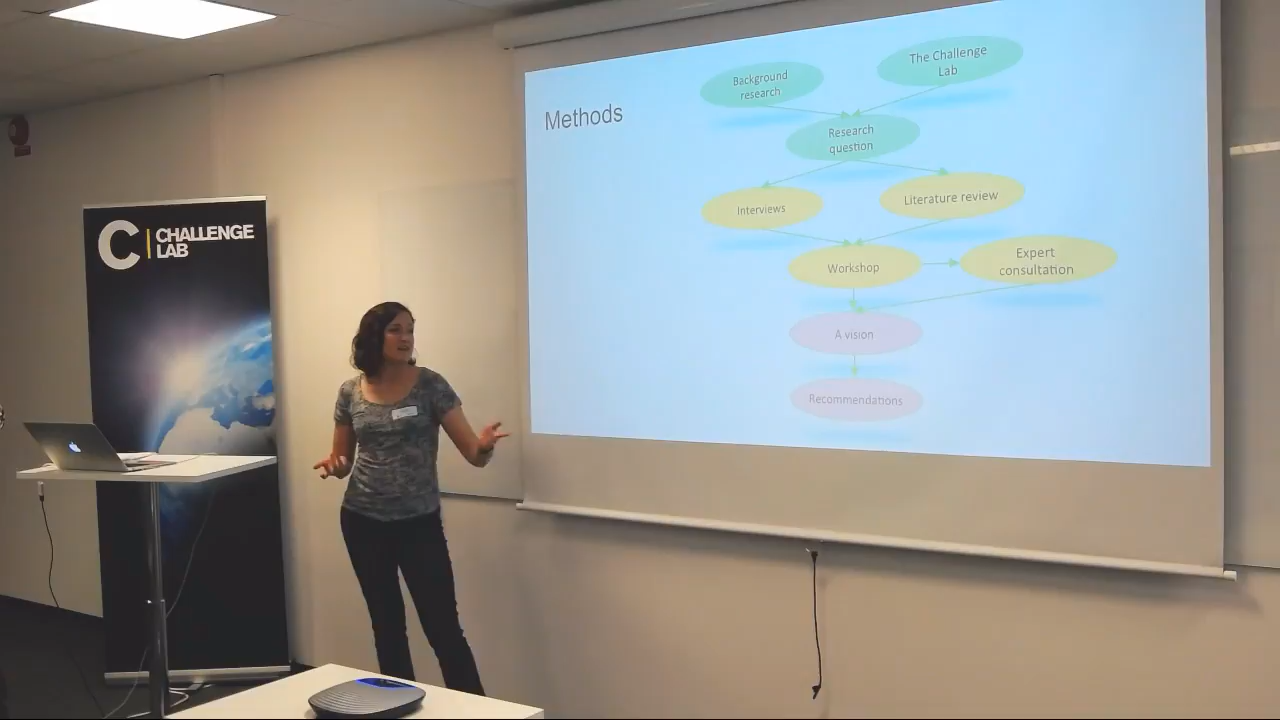 C
CHALLENGE
LAB
Methods
Background
research
The Challenge
Lab
Research
question
Interviews
Literature review
Workshop
Expert
consultation
A vision
Recommendations